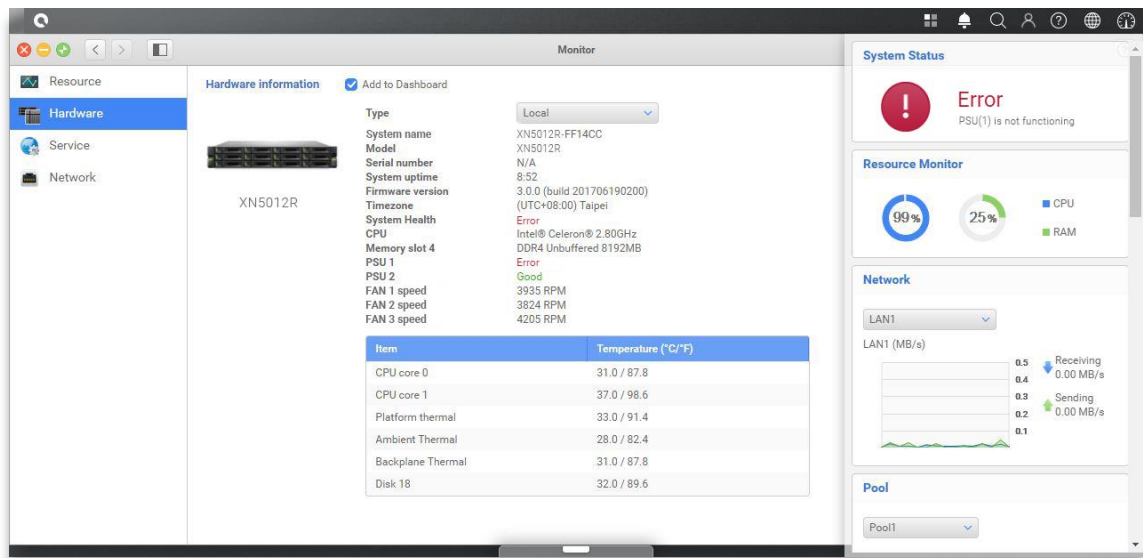 Monitor
Resource
Hardware
Service
Network
Hardware information
Add to Dashboard
XN5012R
Type Local
System name XN5012R-FF14CC
Model XN5012R
Serial number N/A
System uptime 8:52
Firmware version 3.0.0 (build 201706190200)
Timezone (UTC+08:00) Taipei
System Health Error
CPU Intel® Celeron® 2.80GHz
Memory slot 4 DDR4 Unbuffered 8192MB
PSU 1 Error
PSU 2 Good
FAN 1 speed 3935 RPM
FAN 2 speed 3824 RPM
FAN 3 speed 4205 RPM
Item Temperature (°C/°F)
CPU core 0 31.0 / 87.8
CPU core 1 37.0 / 98.6
Platform thermal 33.0 / 91.4
Ambient Thermal 28.0 / 82.4
Backplane Thermal 31.0 / 87.8
Disk 18 32.0 / 89.6
System Status
Error
PSU(1) is not functioning
Resource Monitor
99% 25%
CPU
RAM
Network
LAN1
LAN1 (MB/s)
0.5
0.4
0.3
0.2
0.1
Receiving
0.00 MB/s
Sending
0.00 MB/s
Pool
Pool1